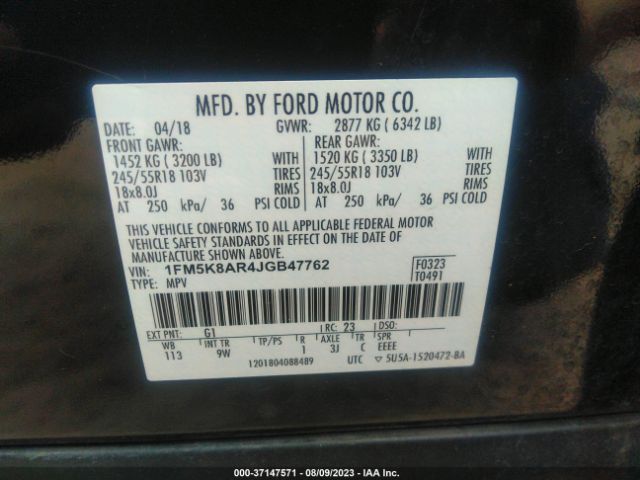 MFD. BY FORD MOTOR CO.
DATE: 04/18 GVWR: 2877 KG ( 6342 LB)
FRONT GAWR: REAR GAWR:
1452 KG ( 3200 LB) WITH 1520 KG ( 3350 LB) WITH
245/55R18 103V TIRES 245/55R18 103V TIRES
18x8.0J RIMS 18x8.0J RIMS
AT 250 kPa/ 36 PSI COLD AT 250 kPa/ 36 PSI COLD
THIS VEHICLE CONFORMS TO ALL APPLICABLE FEDERAL MOTOR
VEHICLE SAFETY STANDARDS IN EFFECT ON THE DATE OF
MANUFACTURE SHOWN ABOVE.
VIN: 1FM5K8AR4JGB47762 F0323
TYPE: MPV T0491
EXT PNT: G1 RC: 23 DSO:
WB INT TR TP/PS R AXLE TR SPR
113 9W 1 3J C EEEE
1201804088489 UTC ▽ 5U5A-1520472-BA
000-37147571 - 08/09/2023 - IAA Inc.